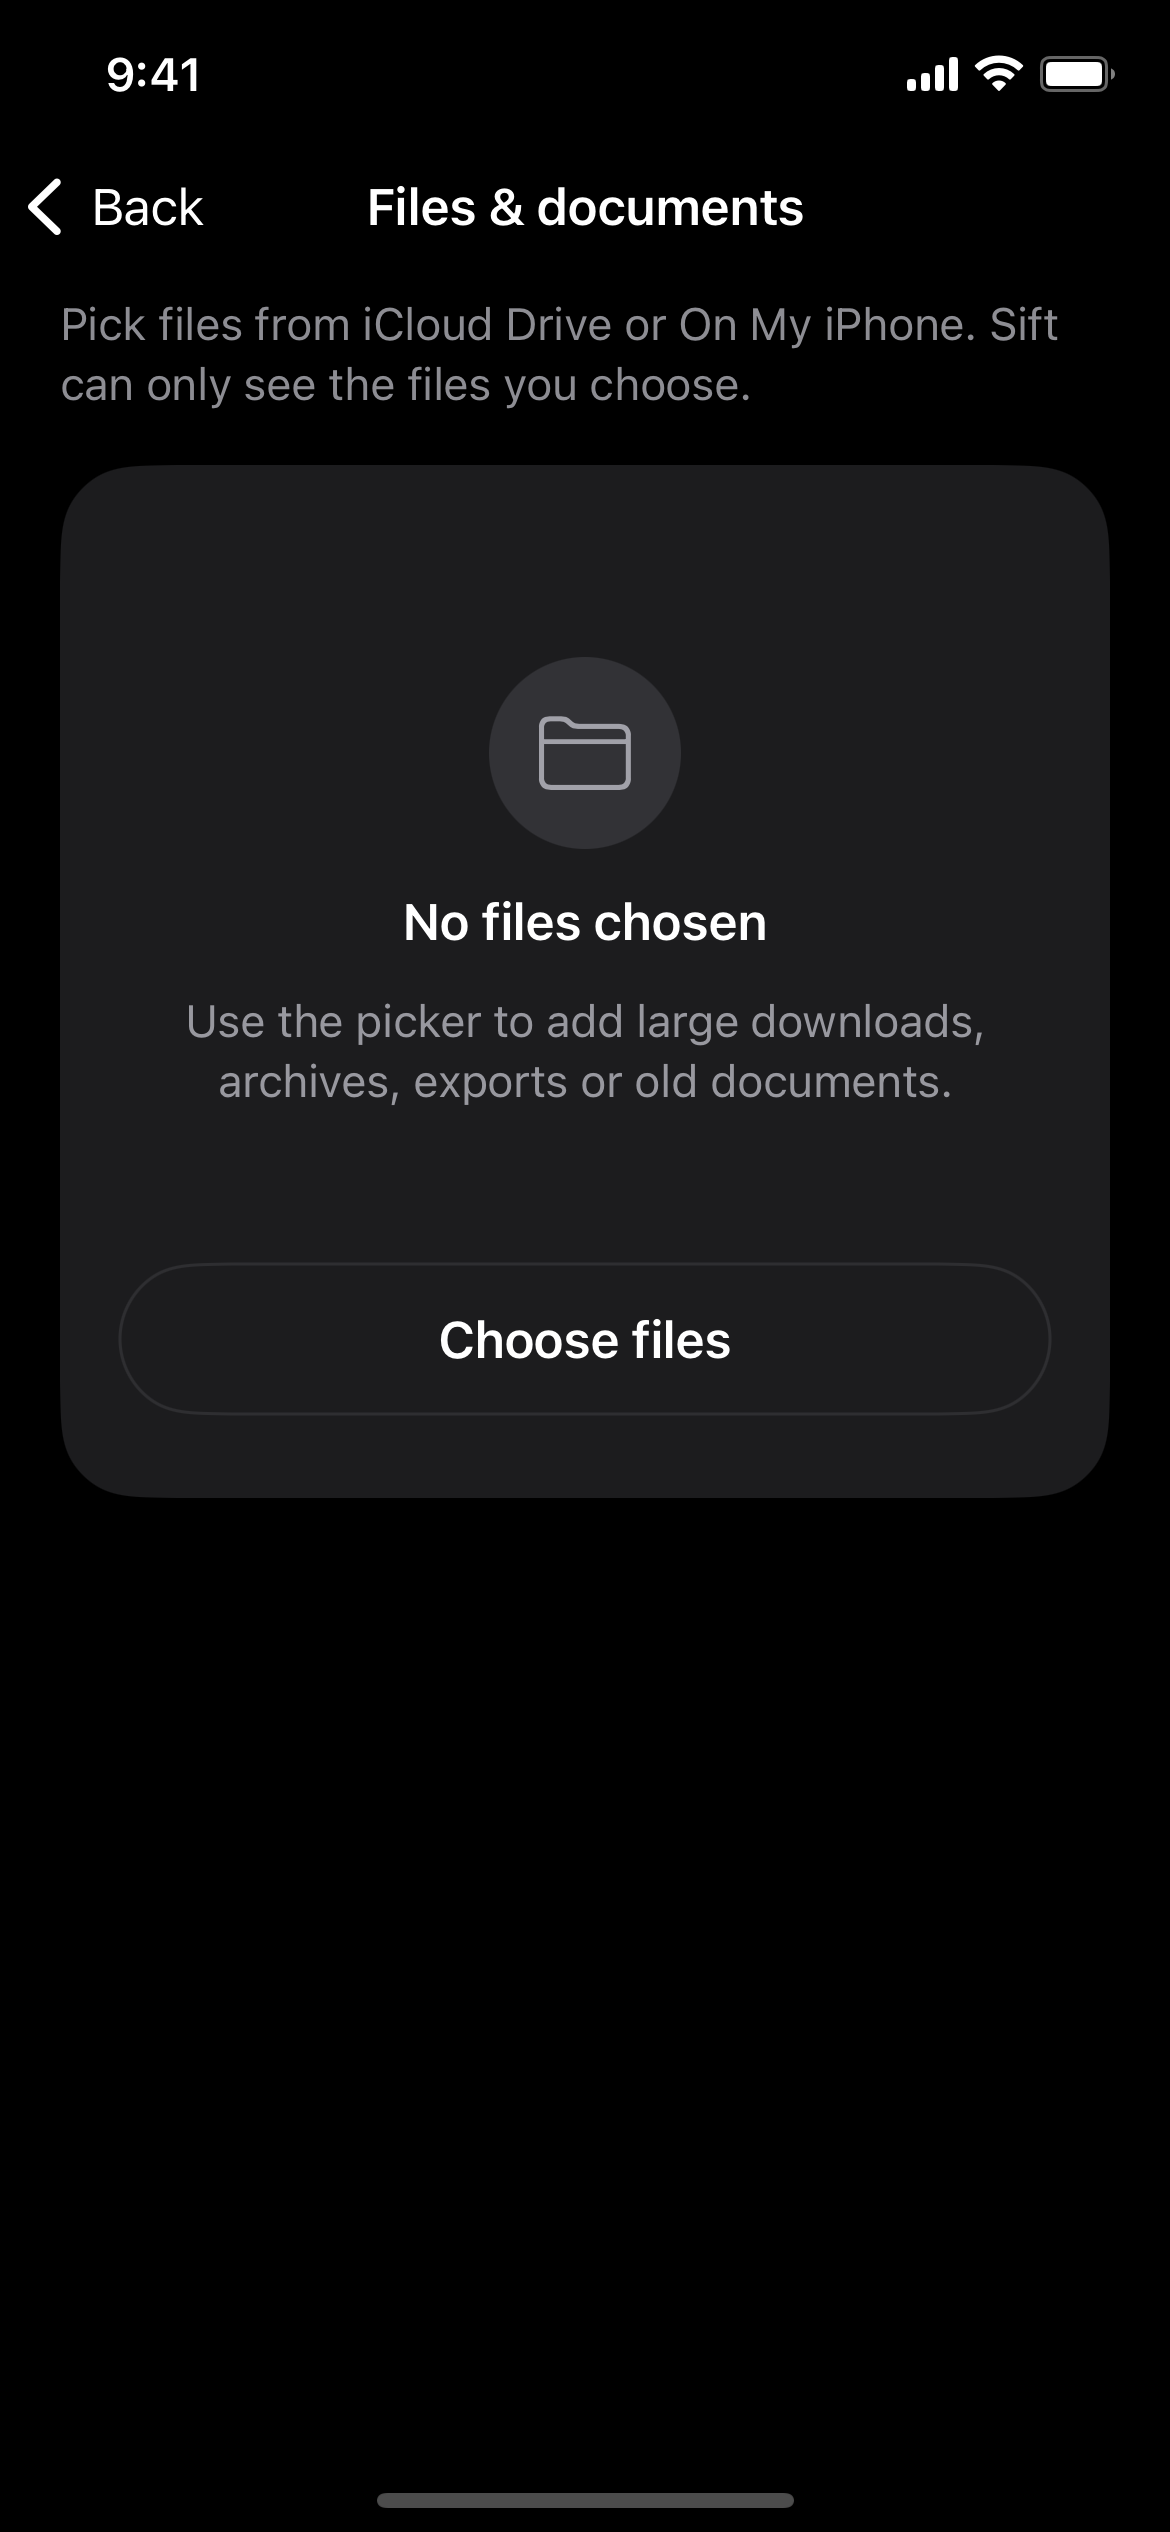 9:41
Back
Files & documents
Pick files from iCloud Drive or On My iPhone. Sift
can only see the files you choose.
No files chosen
Use the picker to add large downloads,
archives, exports or old documents.
Choose files